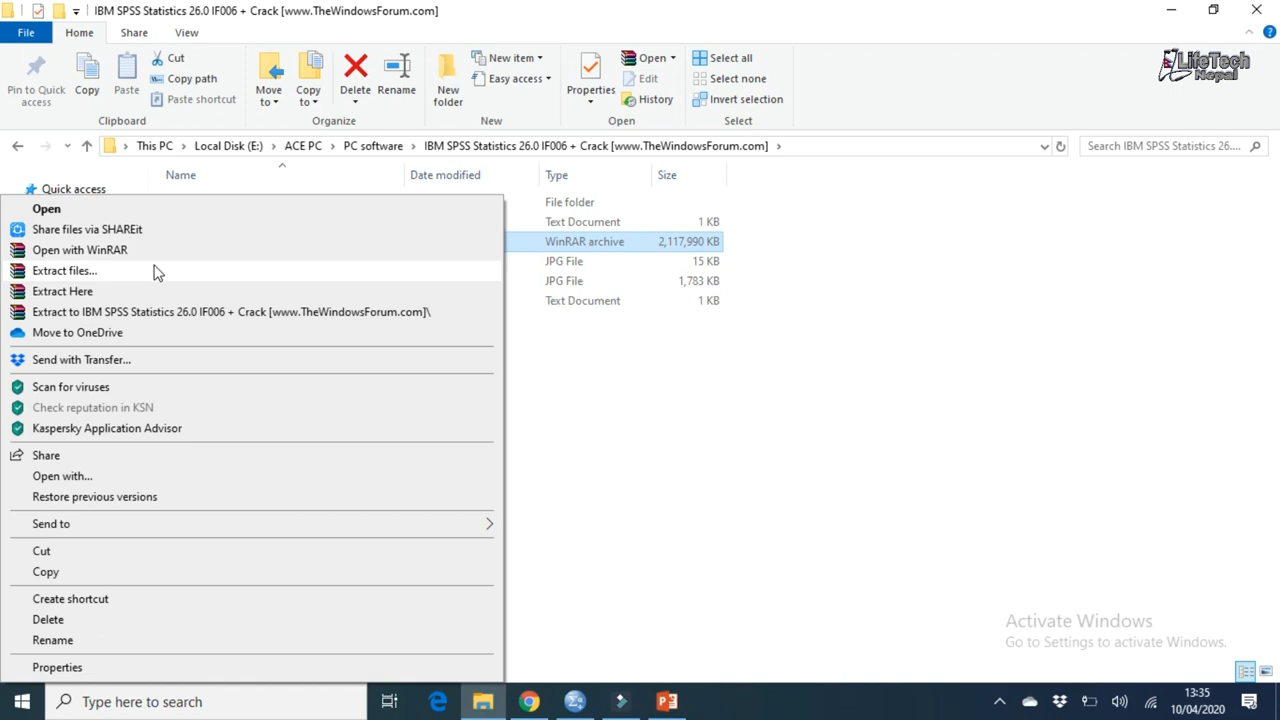 IBM SPSS Statistics 26.0 IF006 + Crack [www.TheWindowsForum.com]
File Home Share View
Pin to Quick access
Copy
Paste
Cut
Copy path
Paste shortcut
Clipboard
Move to
Copy to
Delete
Rename
Organize
New folder
New item
Easy access
New
Properties
Open
Edit
History
Open
Select all
Select none
Invert selection
Select
LifeTech
Nepal
This PC > Local Disk (E:) > ACE PC > PC software > IBM SPSS Statistics 26.0 IF006 + Crack [www.TheWindowsForum.com] >
Search IBM SPSS Statistics 26....
Name Date modified Type Size
Quick access
File folder
Text Document 1 KB
WinRAR archive 2,117,990 KB
JPG File 15 KB
JPG File 1,783 KB
Text Document 1 KB
Open
Share files via SHAREit
Open with WinRAR
Extract files...
Extract Here
Extract to IBM SPSS Statistics 26.0 IF006 + Crack [www.TheWindowsForum.com]\
Move to OneDrive
Send with Transfer...
Scan for viruses
Check reputation in KSN
Kaspersky Application Advisor
Share
Open with...
Restore previous versions
Send to
Cut
Copy
Create shortcut
Delete
Rename
Properties
Activate Windows
Go to Settings to activate Windows.
Type here to search
13:35
10/04/2020